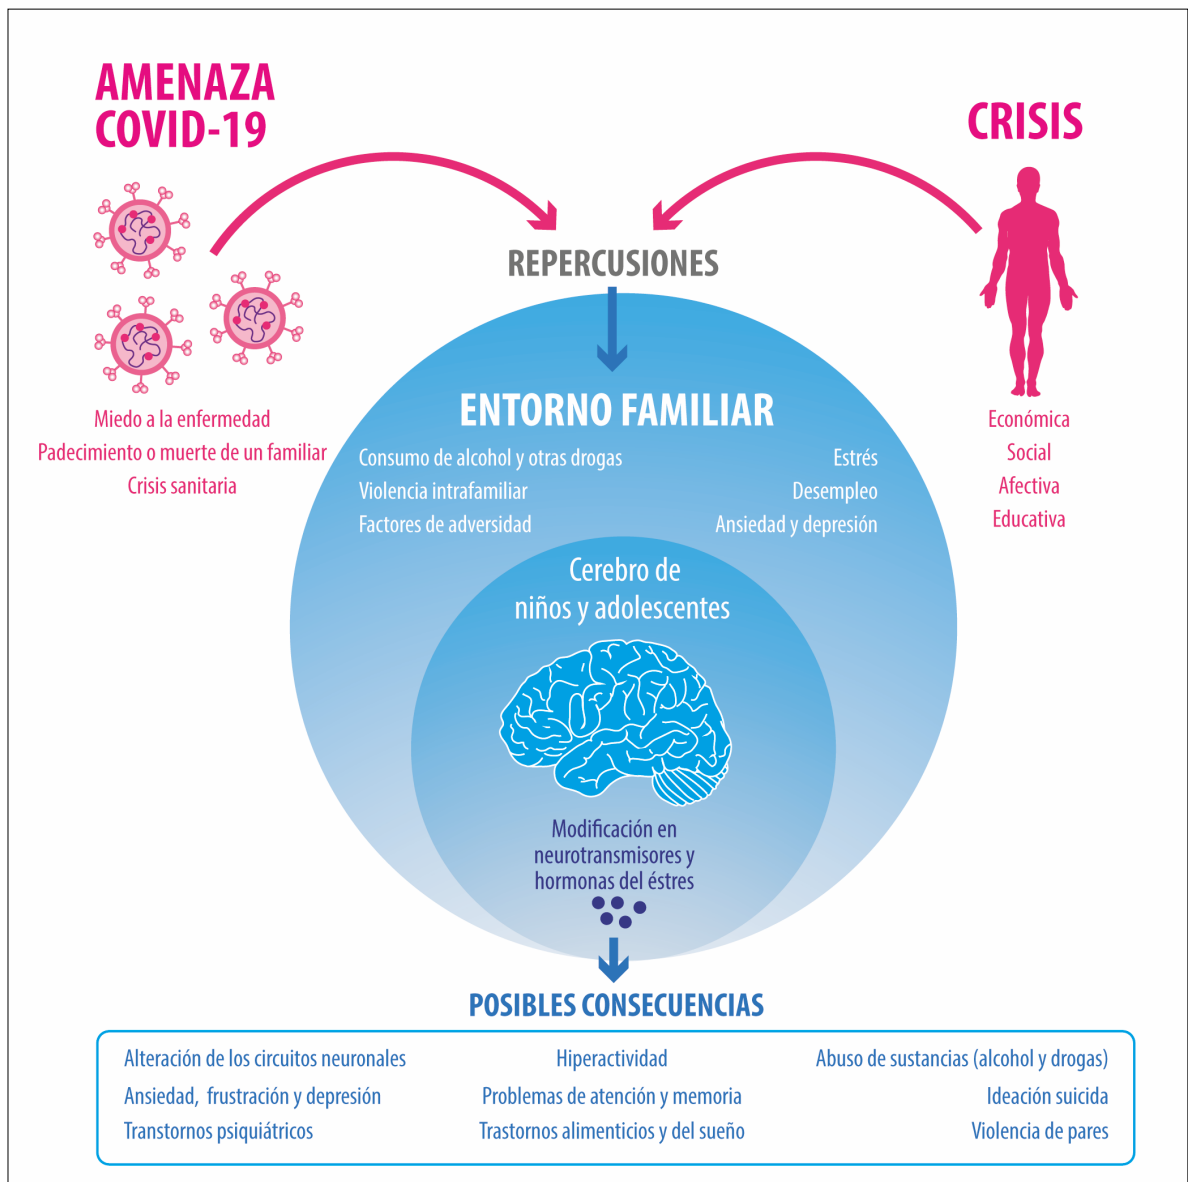 AMENAZA
COVID-19
CRISIS
REPERCUSIONES
Miedo a la enfermedad
Padecimiento o muerte de un familiar
Crisis sanitaria
Económica
Social
Afectiva
Educativa
ENTORNO FAMILIAR
Consumo de alcohol y otras drogas
Violencia intrafamiliar
Factores de adversidad
Estrés
Desempleo
Ansiedad y depresión
Cerebro de
niños y adolescentes
Modificación en
neurotransmisores y
hormonas del éstres
POSIBLES CONSECUENCIAS
Alteración de los circuitos neuronales
Ansiedad, frustración y depresión
Transtornos psiquiátricos
Hiperactividad
Problemas de atención y memoria
Trastornos alimenticios y del sueño
Abuso de sustancias (alcohol y drogas)
Ideación suicida
Violencia de pares